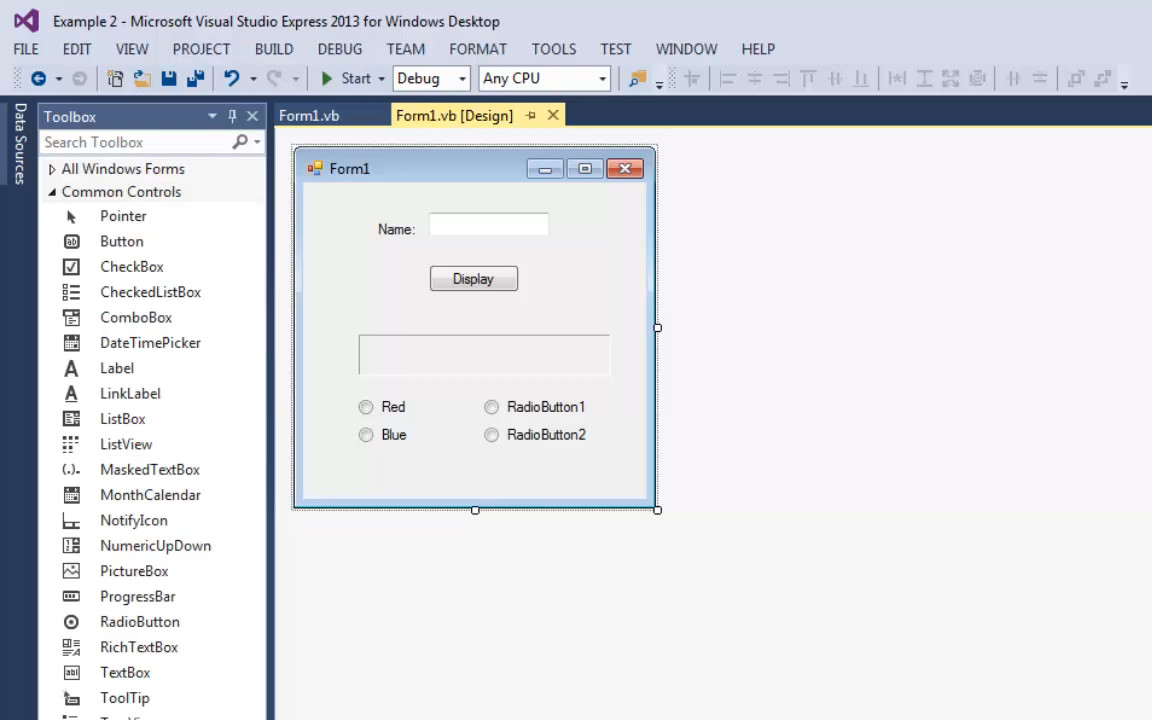 Example 2 - Microsoft Visual Studio Express 2013 for Windows Desktop
FILE EDIT VIEW PROJECT BUILD DEBUG TEAM FORMAT TOOLS TEST WINDOW HELP
Start Debug Any CPU
Data Sources
Toolbox
Search Toolbox
All Windows Forms
Common Controls
Pointer
Button
CheckBox
CheckedListBox
ComboBox
DateTimePicker
Label
LinkLabel
ListBox
ListView
MaskedTextBox
MonthCalendar
NotifyIcon
NumericUpDown
PictureBox
ProgressBar
RadioButton
RichTextBox
TextBox
ToolTip
Form1.vb Form1.vb [Design]
Form1
Name:
Display
Red RadioButton1
Blue RadioButton2